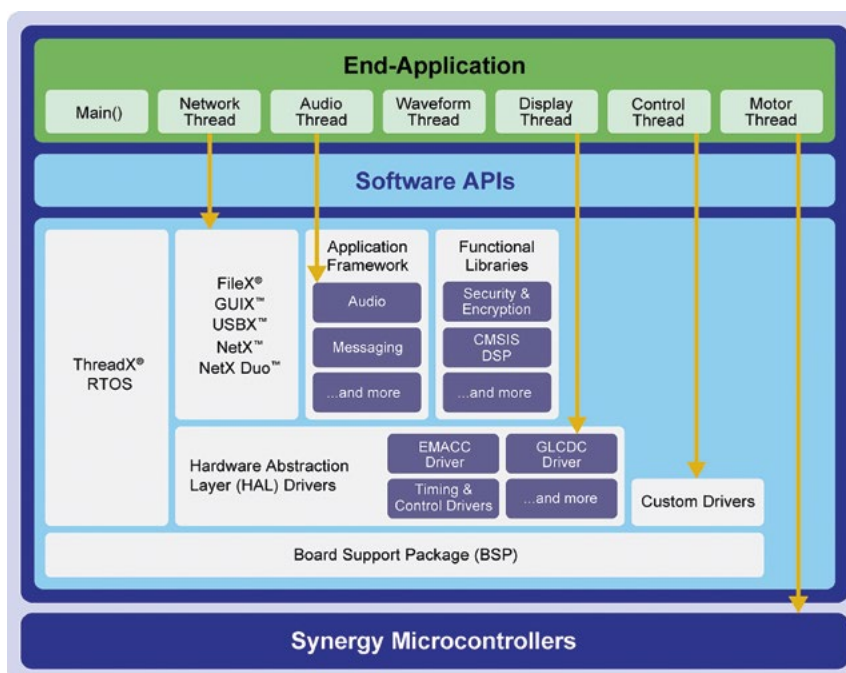 End-Application
Main()
Network
Thread
Audio
Thread
Waveform
Thread
Display
Thread
Control
Thread
Motor
Thread
Software APIs
ThreadX®
RTOS
FileX®
GUIX™
USBX™
NetX™
NetX Duo™
Application
Framework
Audio
Messaging
...and more
Functional
Libraries
Security &
Encryption
CMSIS
DSP
...and more
Hardware Abstraction
Layer (HAL) Drivers
EMACC
Driver
GLCDC
Driver
Timing &
Control Drivers
...and more
Custom Drivers
Board Support Package (BSP)
Synergy Microcontrollers